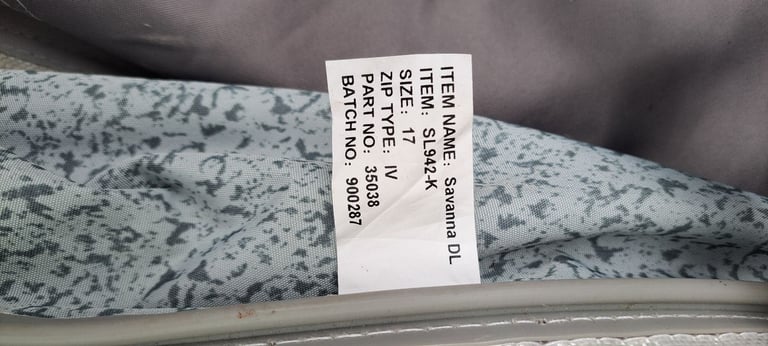 ITEM NAME: Savanna DL
ITEM: SL942-K
SIZE: 17
ZIP TYPE: IV
PART NO: 35038
BATCH NO: 900287